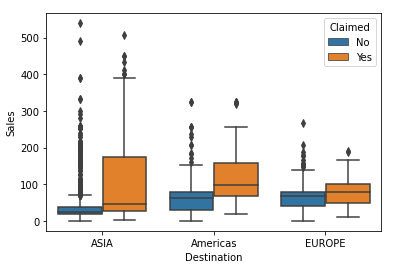 Claimed
No
Yes
500
400
300
200
100
0
Sales
ASIA Americas EUROPE
Destination